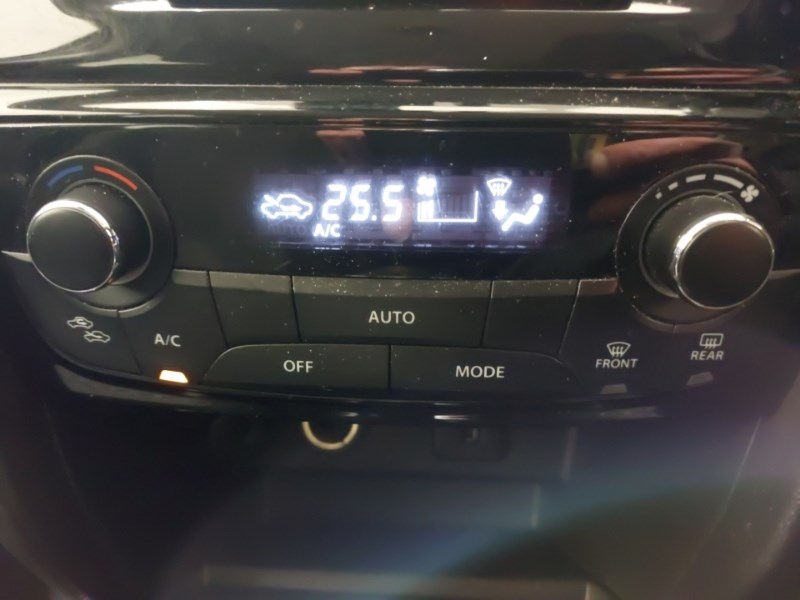 25.5
A/C
A/C
AUTO
OFF
MODE
FRONT
REAR